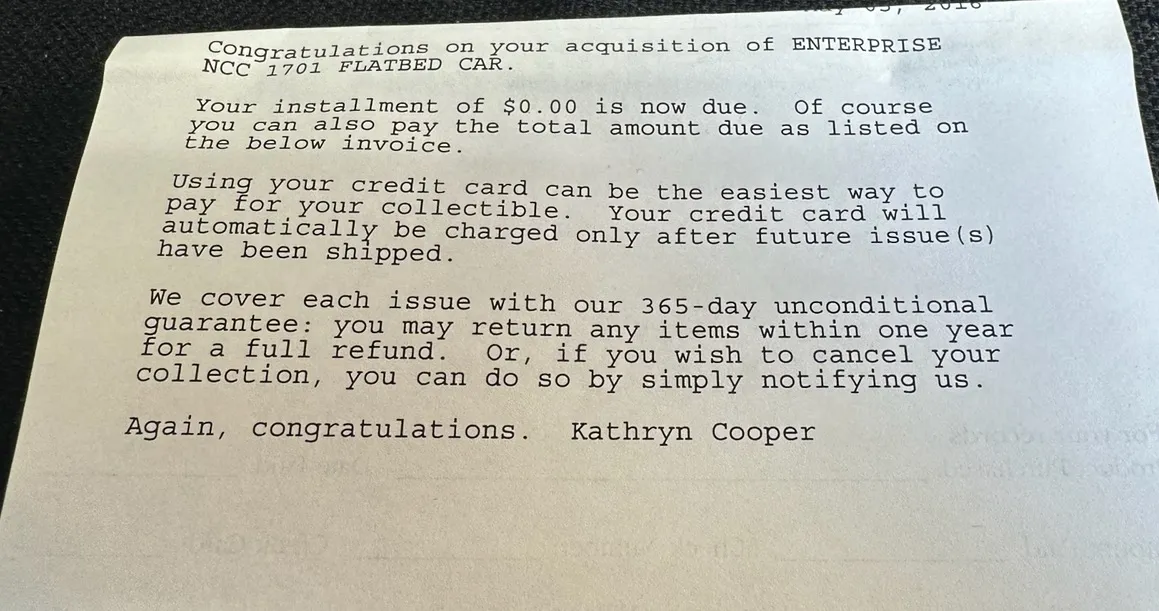 03, 2016
Congratulations on your acquisition of ENTERPRISE
NCC 1701 FLATBED CAR.
Your installment of $0.00 is now due. Of course
you can also pay the total amount due as listed on
the below invoice.
Using your credit card can be the easiest way to
pay for your collectible. Your credit card will
automatically be charged only after future issue(s)
have been shipped.
We cover each issue with our 365-day unconditional
guarantee: you may return any items within one year
for a full refund. Or, if you wish to cancel your
collection, you can do so by simply notifying us.
Again, congratulations. Kathryn Cooper
For your records